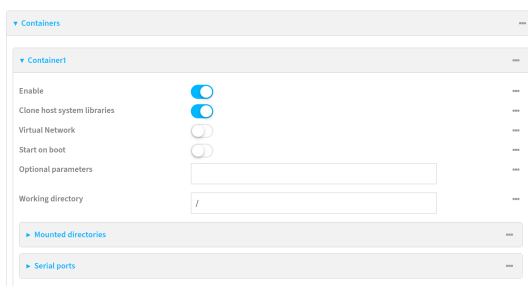 Containers
Container1
Enable
Clone host system libraries
Virtual Network
Start on boot
Optional parameters
Working directory
/
Mounted directories
Serial ports